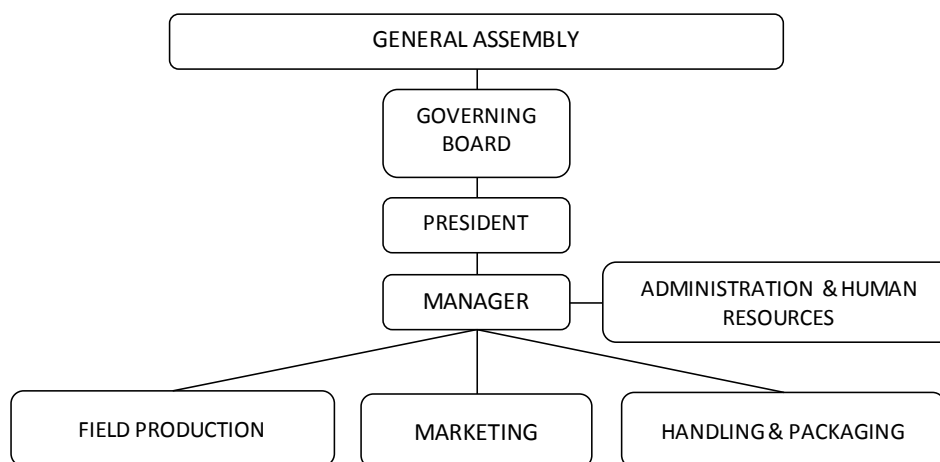 GENERAL ASSEMBLY
GOVERNING
BOARD
PRESIDENT
MANAGER
ADMINISTRATION & HUMAN
RESOURCES
FIELD PRODUCTION
MARKETING
HANDLING & PACKAGING